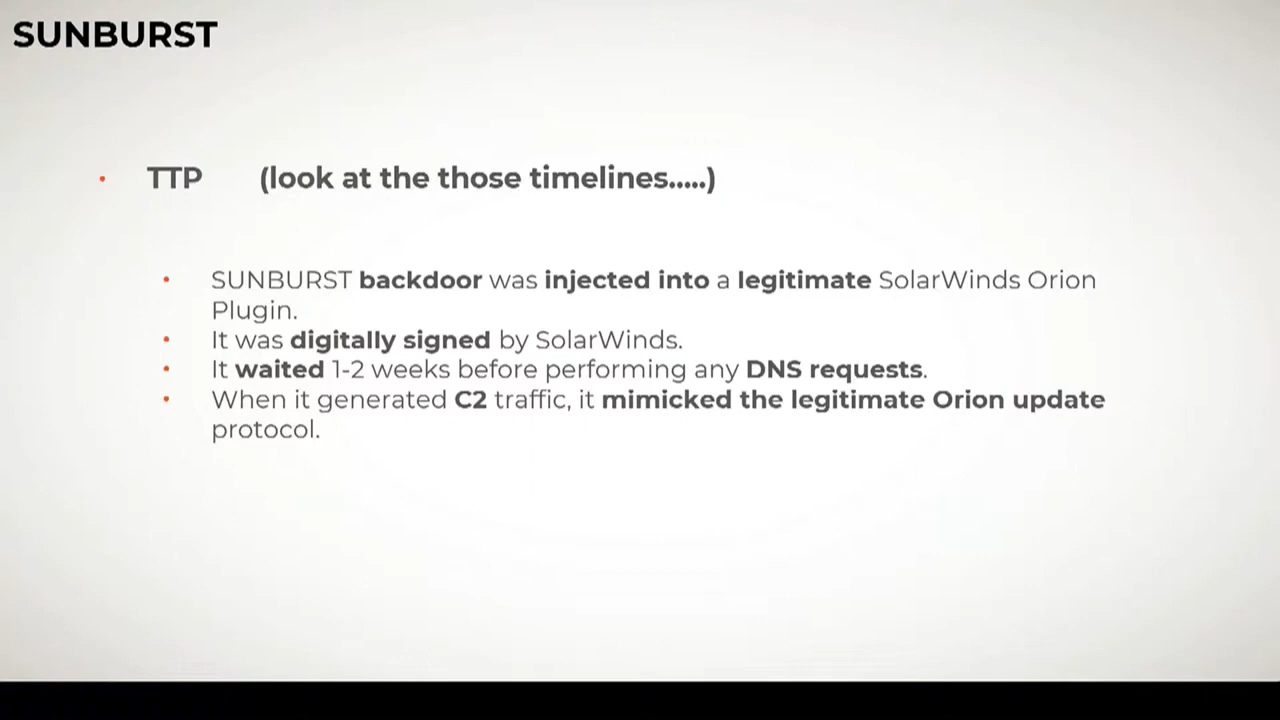 SUNBURST
• TTP (look at the those timelines.....)
• SUNBURST backdoor was injected into a legitimate SolarWinds Orion
Plugin.
• It was digitally signed by SolarWinds.
• It waited 1-2 weeks before performing any DNS requests.
• When it generated C2 traffic, it mimicked the legitimate Orion update
protocol.